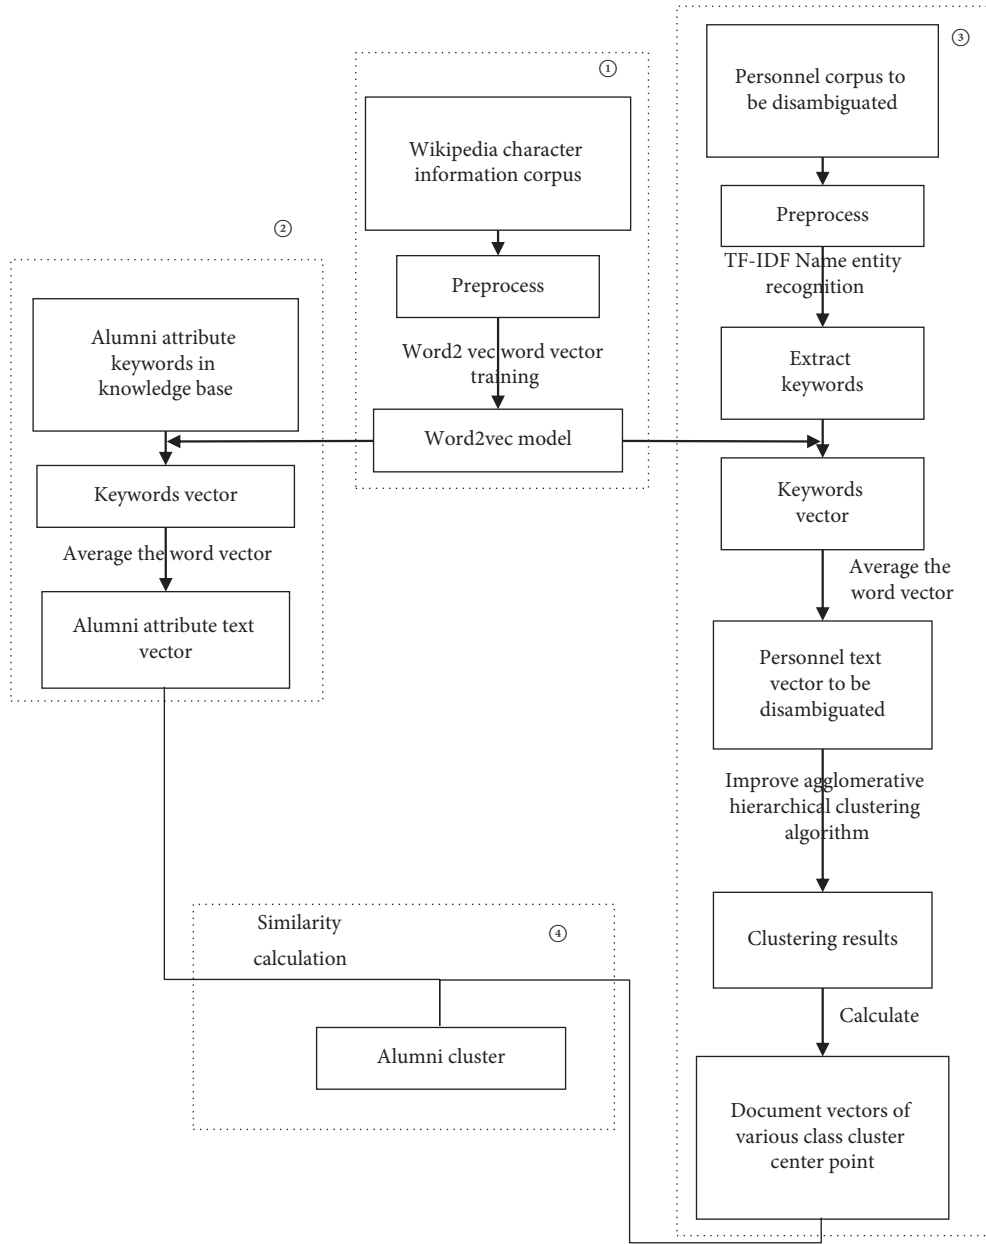 ①
Wikipedia character
information corpus
Preprocess
Word2 vec word vector
training
Word2vec model
②
Alumni attribute
keywords in
knowledge base
Keywords vector
Average the word vector
Alumni attribute text
vector
③
Personnel corpus to
be disambiguated
Preprocess
TF-IDF Name entity
recognition
Extract
keywords
Keywords
vector
Average the
word vector
Personnel text
vector to be
disambiguated
Improve agglomerative
hierarchical clustering
algorithm
Clustering results
Calculate
Document vectors of
various class cluster
center point
④
Similarity
calculation
Alumni cluster